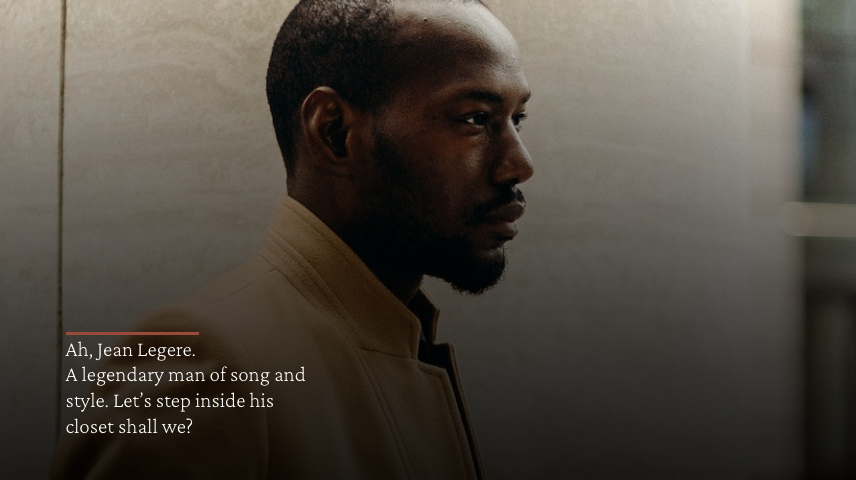 Ah, Jean Legere.
A legendary man of song and
style. Let’s step inside his
closet shall we?